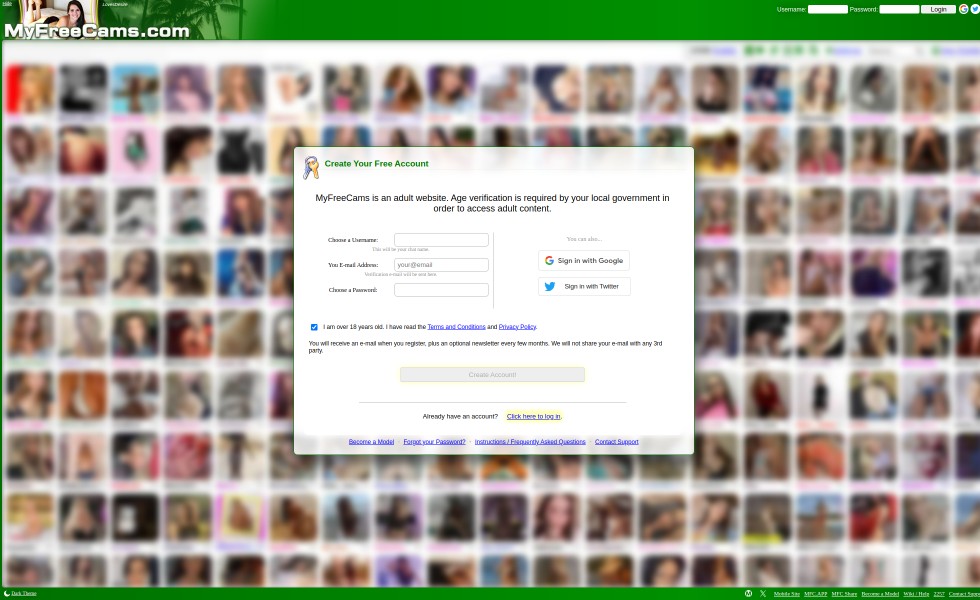 Username: Password: Login
MyFreeCams.com
Create Your Free Account
MyFreeCams is an adult website. Age verification is required by your local government in
order to access adult content.
Choose a Username:
This will be your chat name.
You E-mail Address: your@email
Verification e-mail will be sent here.
Choose a Password:
You can also...
Sign in with Google
Sign in with Twitter
I am over 18 years old. I have read the Terms and Conditions and Privacy Policy.
You will receive an e-mail when you register, plus an optional newsletter every few months. We will not share your e-mail with any 3rd
party.
Create Account!
Already have an account? Click here to log in.
Become a Model · Forgot your Password? · Instructions / Frequently Asked Questions · Contact Support
Dark Theme
Mobile Site MFC.APP MFC Share Become a Model Wiki / Help 2257 Contact